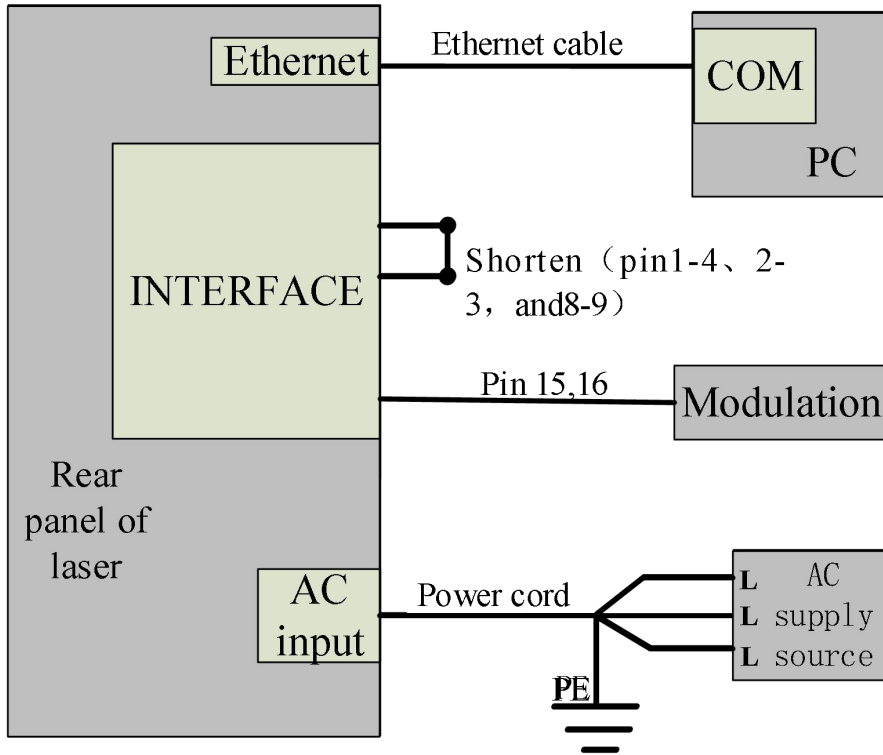 Ethernet
Ethernet cable
COM
PC
INTERFACE
Shorten（pin1-4、2-
3，and8-9）
Pin 15,16
Modulation
Rear
panel of
laser
AC
input
Power cord
L AC
L supply
L source
PE